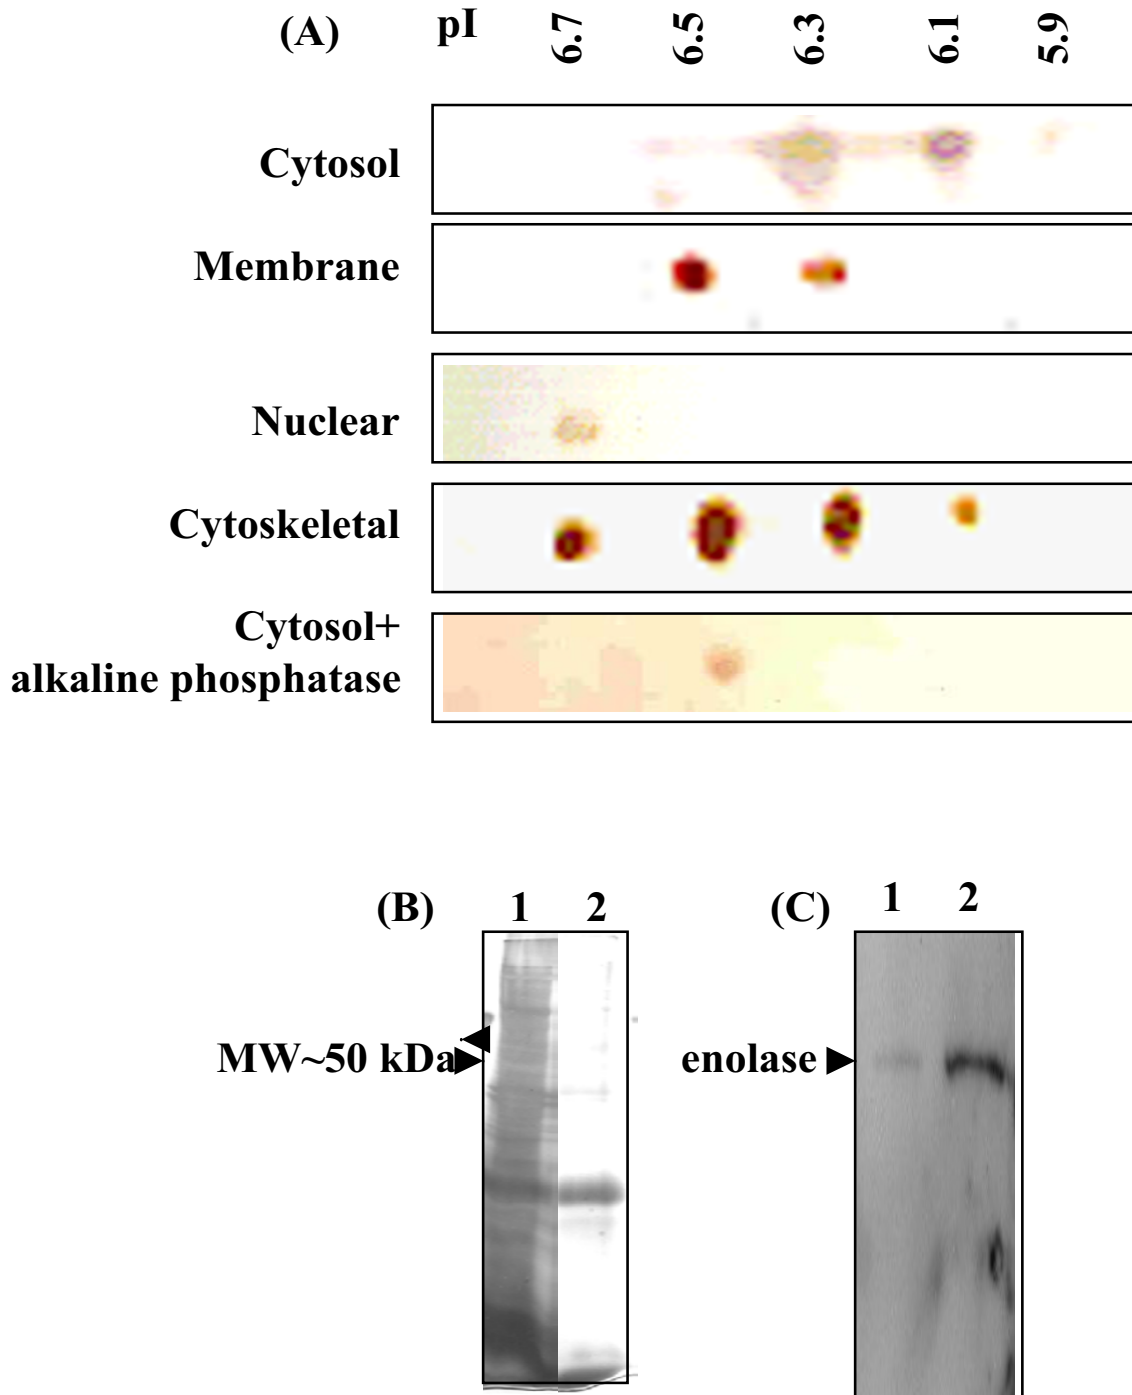 (A) pI 6.7 6.5 6.3 6.1 5.9
Cytosol
Membrane
Nuclear
Cytoskeletal
Cytosol+
alkaline phosphatase
(B) 1 2
(C) 1 2
MW~50 kDa
enolase